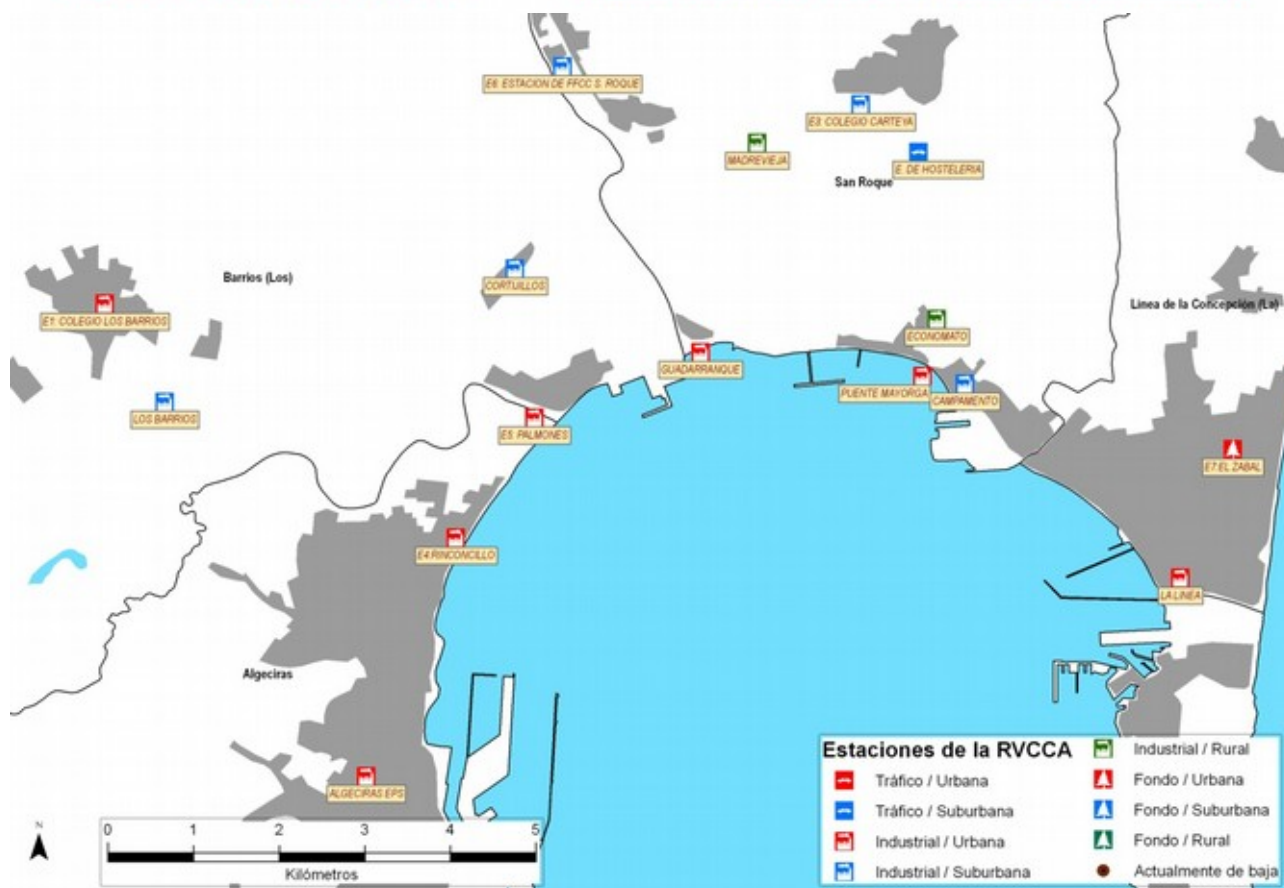 E6: ESTACION DE FFCC S. ROQUE
E3: COLEGIO CARTEYA
MADREVIEJA
E. DE HOSTELERIA
San Roque
Barrios (Los)
CORTIJILLOS
Línea de la Concepción (La)
E1: COLEGIO LOS BARRIOS
ECONOMATO
GUADARRANQUE
PUENTE MAYORGA
CAMPAMENTO
LOS BARRIOS
E5: PALMONES
E7:EL ZABAL
E4:RINCONCILLO
LA LINEA
Algeciras
ALGECIRAS EPS
Estaciones de la RVCCA
Tráfico / Urbana
Tráfico / Suburbana
Industrial / Urbana
Industrial / Suburbana
Industrial / Rural
Fondo / Urbana
Fondo / Suburbana
Fondo / Rural
Actualmente de baja
N
0 1 2 3 4 5
Kilómetros